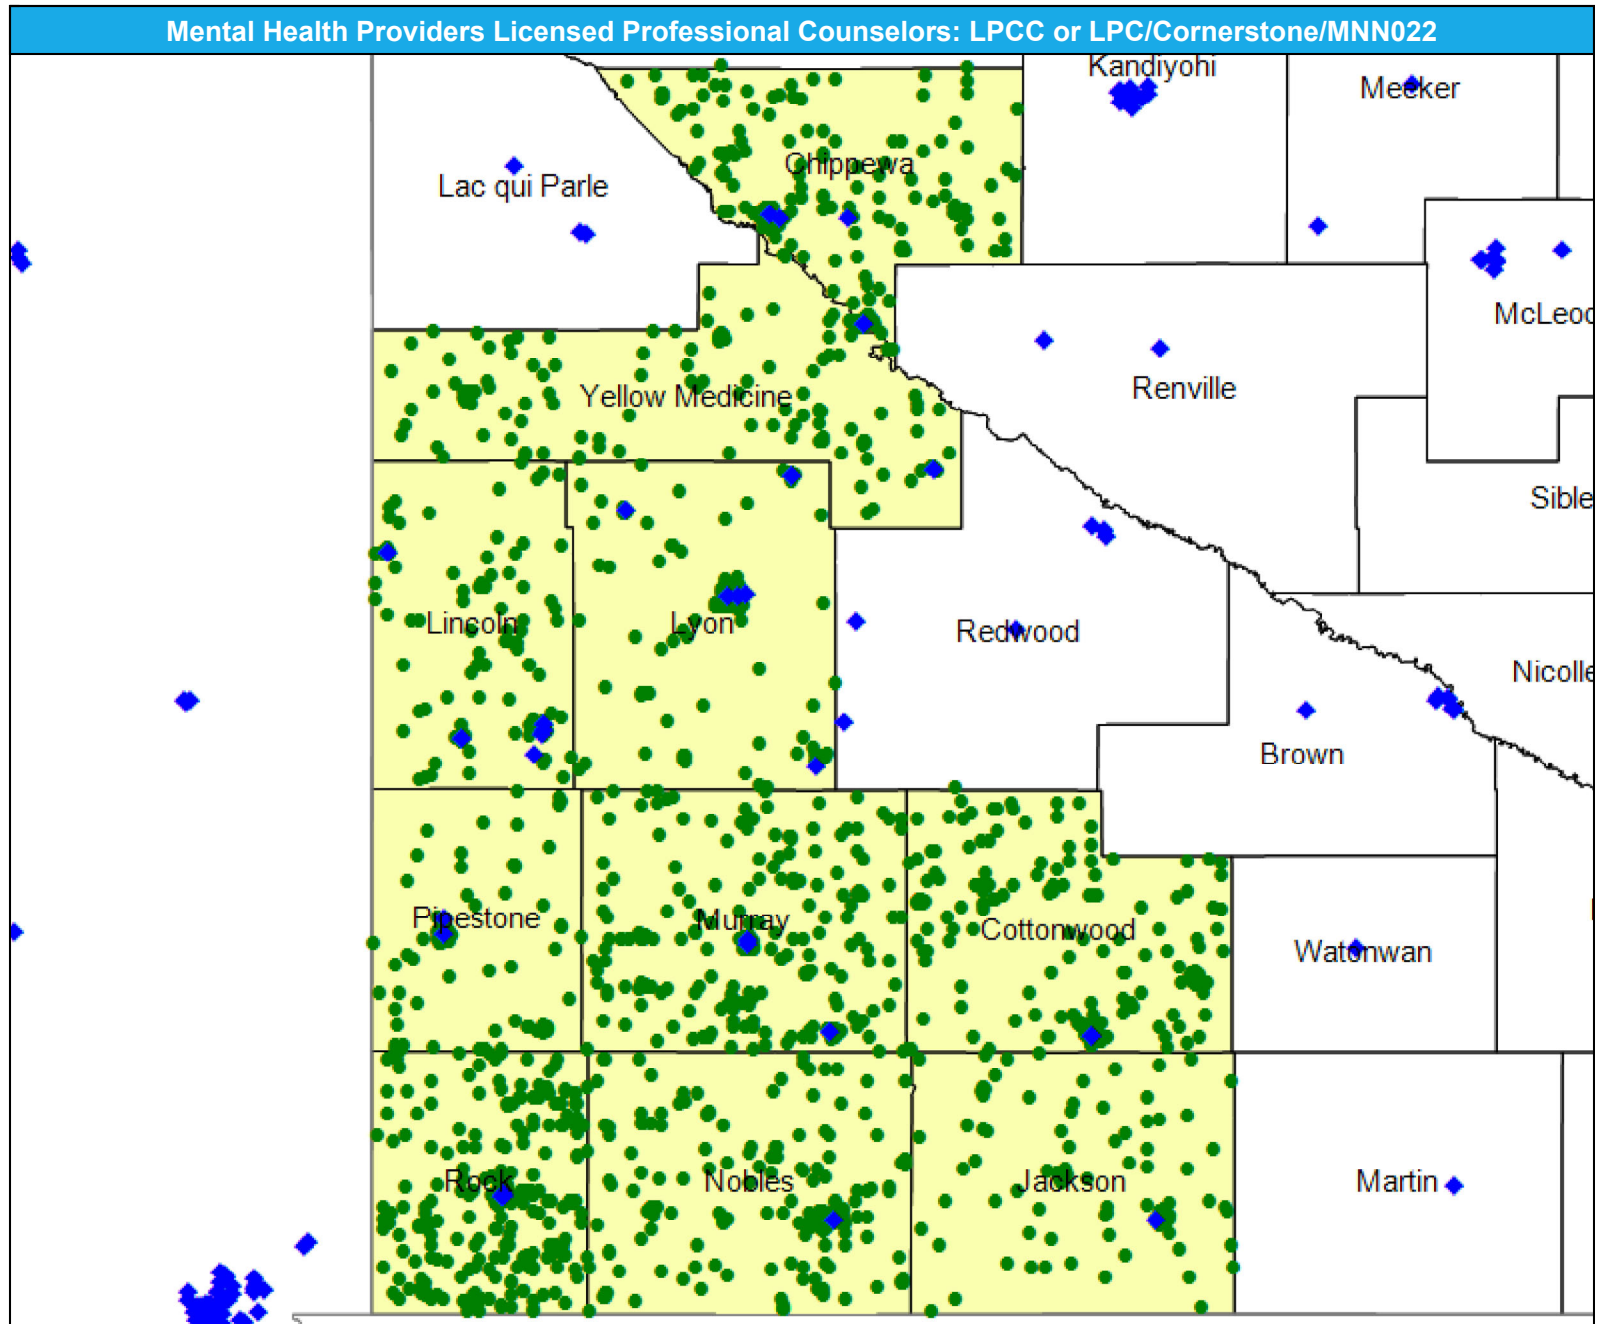 Mental Health Providers Licensed Professional Counselors: LPCC or LPC/Cornerstone/MNN022
Kandiyohi
Meeker
Chippewa
Lac qui Parle
McLeod
Renville
Yellow Medicine
Sible
Lincoln
Lyon
Redwood
Nicolle
Brown
Pipestone
Murray
Cottonwood
Watonwan
Rock
Nobles
Jackson
Martin